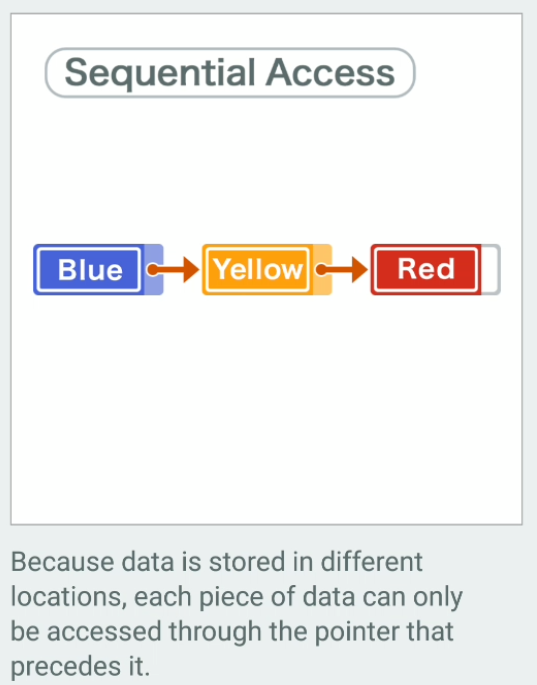 Sequential Access
Blue
Yellow
Red
Because data is stored in different
locations, each piece of data can only
be accessed through the pointer that
precedes it.